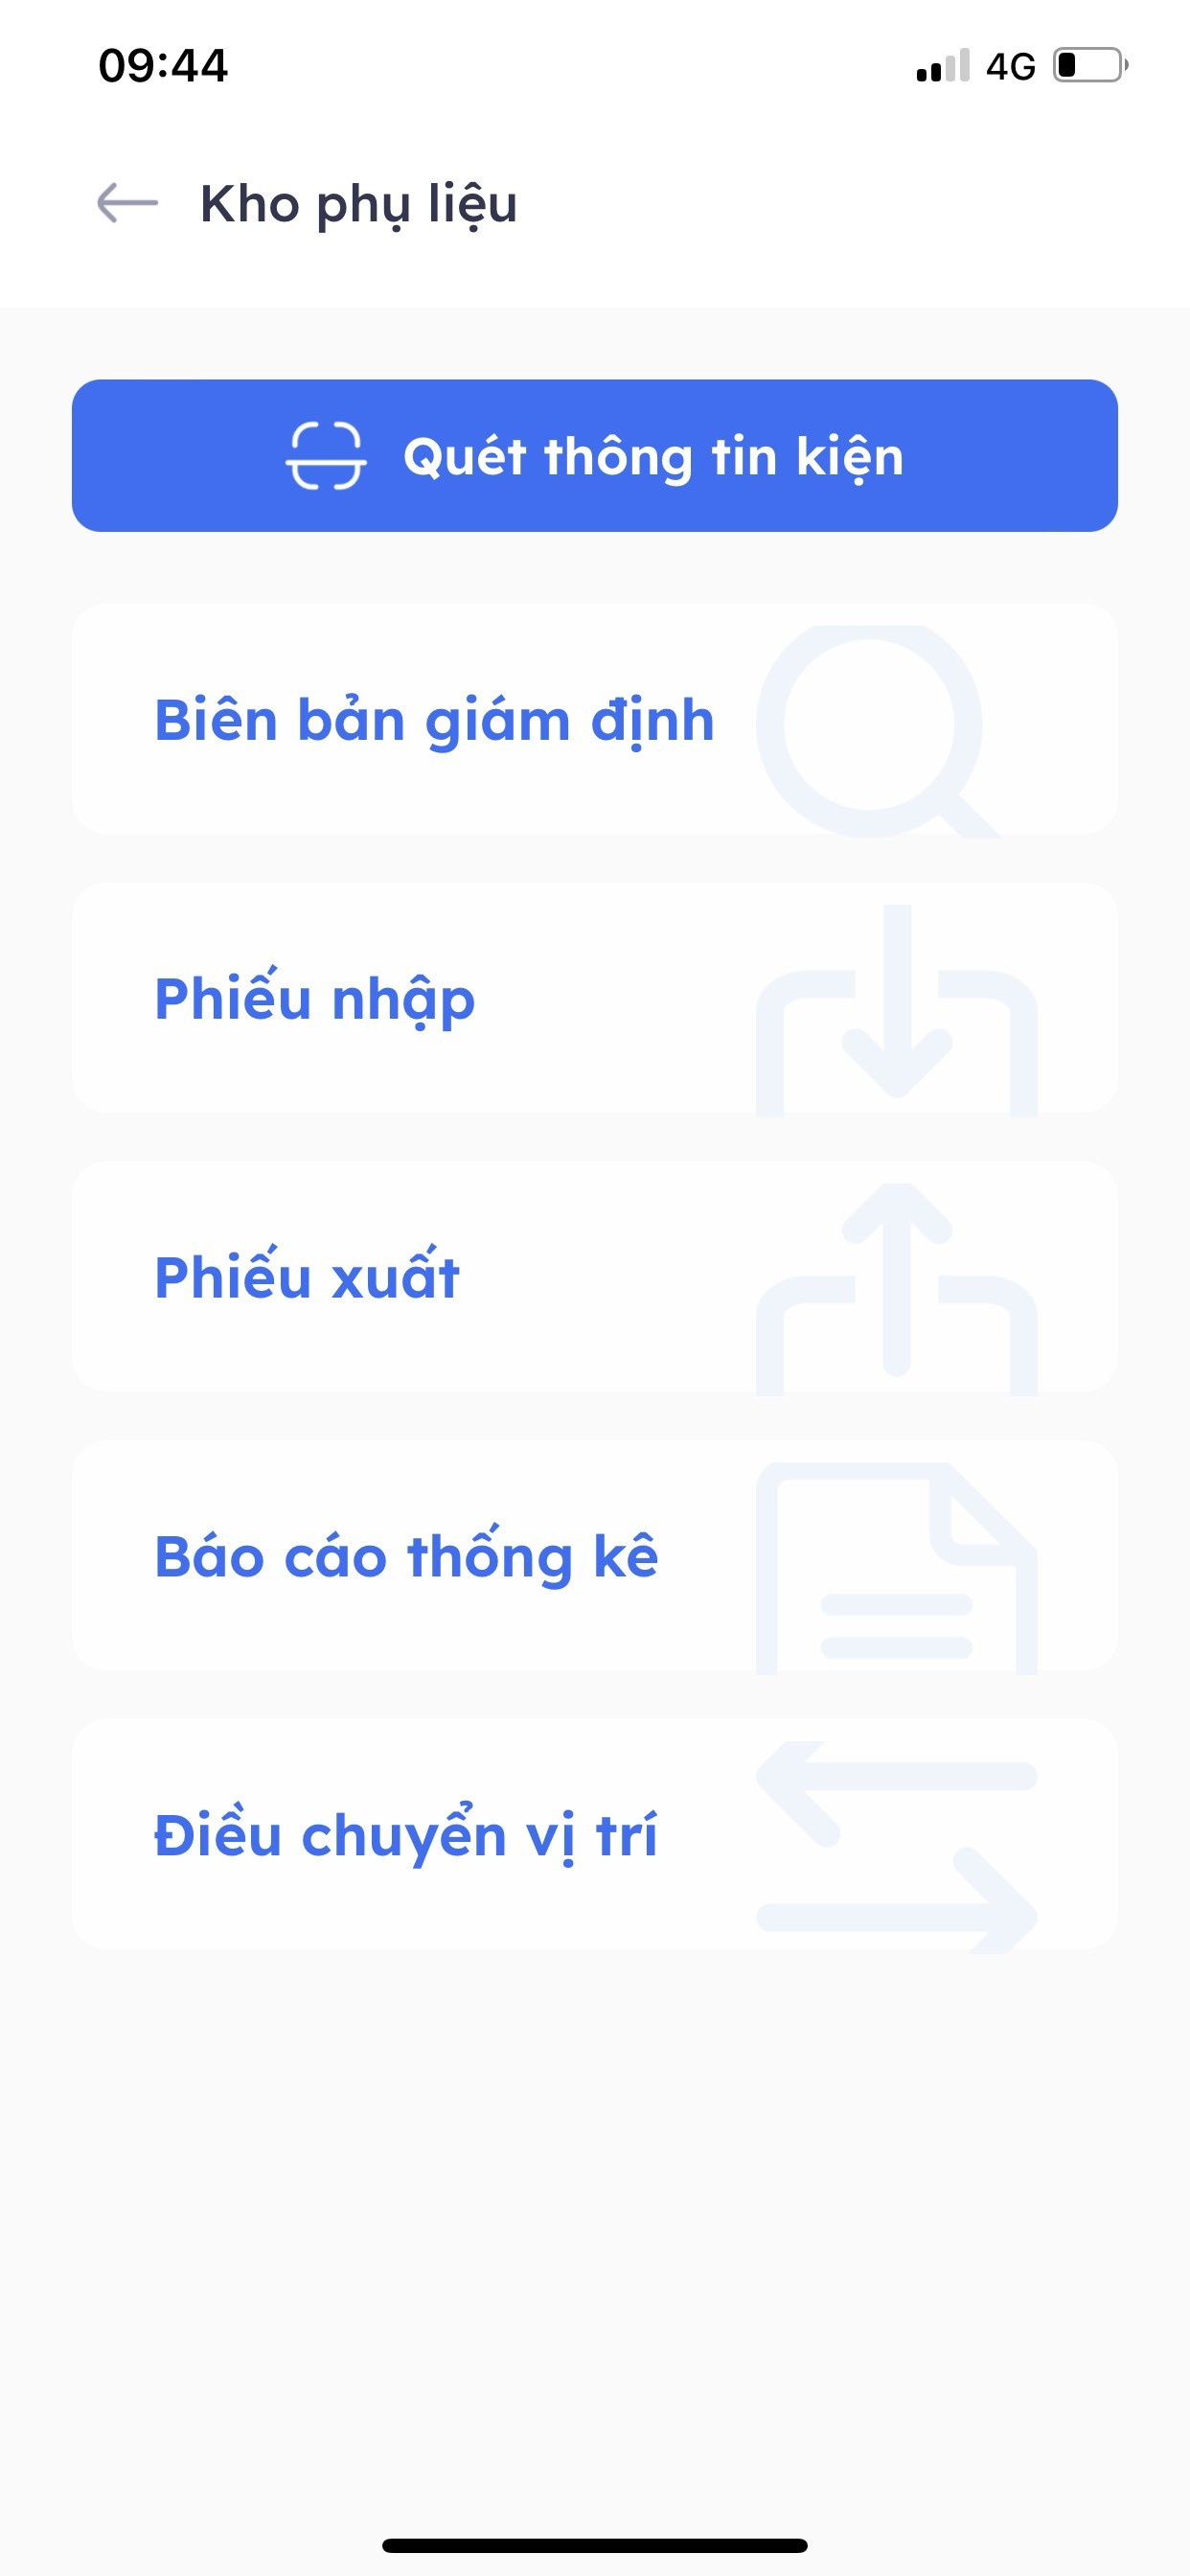 09:44
4G
Kho phụ liệu
Quét thông tin kiện
Biên bản giám định
Phiếu nhập
Phiếu xuất
Báo cáo thống kê
Điều chuyển vị trí